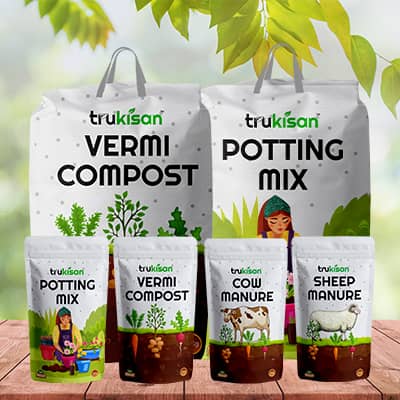 trukisan
VERMI
COMPOST
trukisan
POTTING
MIX
trukisan
POTTING
MIX
trukisan
VERMI
COMPOST
trukisan
COW
MANURE
trukisan
SHEEP
MANURE